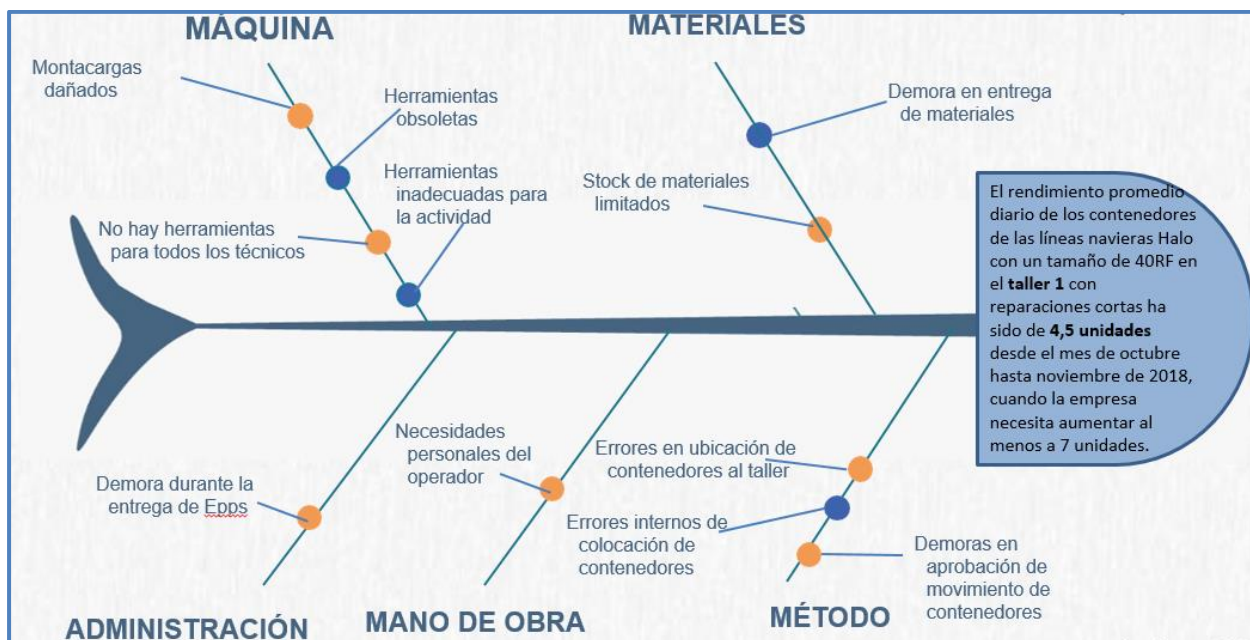 MÁQUINA
MATERIALES
Montacargas
dañados
Herramientas
obsoletas
Herramientas
inadecuadas para
la actividad
No hay herramientas
para todos los técnicos
Demora en entrega
de materiales
Stock de materiales
limitados
El rendimiento promedio
diario de los contenedores
de las líneas navieras Halo
con un tamaño de 40RF en
el taller 1 con
reparaciones cortas ha
sido de 4,5 unidades
desde el mes de octubre
hasta noviembre de 2018,
cuando la empresa
necesita aumentar al
menos a 7 unidades.
Demora durante la
entrega de Epps
Necesidades
personales del
operador
Errores en ubicación de
contenedores al taller
Errores internos de
colocación de
contenedores
Demoras en
aprobación de
movimiento de
contenedores
ADMINISTRACIÓN
MANO DE OBRA
MÉTODO